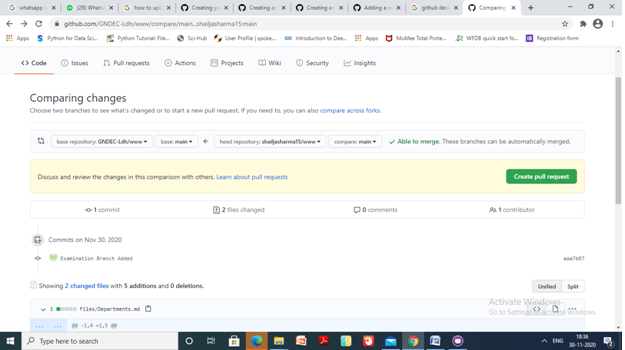 whatsapp w
(29) Whats
how to upd
Creating yo
Creating an
Creating an
Adding a n
github desk
Comparing
github.com/GNDEC-Ldh/www/compare/main...shailjasharma15:main
Apps Python for Data Sci... Python Tutorial: File... Sci-Hub User Profile | spoke... Introduction to Dee... Apps McAfee Total Prote... WFDB quick start fo... Registration form
Code Issues Pull requests Actions Projects Wiki Security Insights
Comparing changes
Choose two branches to see what's changed or to start a new pull request. If you need to, you can also compare across forks.
base repository: GNDEC-Ldh/www base: main head repository: shailjasharma15/www compare: main Able to merge. These branches can be automatically merged.
Discuss and review the changes in this comparison with others. Learn about pull requests Create pull request
1 commit 2 files changed 0 comments 1 contributor
Commits on Nov 30, 2020
Examination Branch Added aaa7b87
Showing 2 changed files with 5 additions and 0 deletions. Unified Split
1 Files/Departments.md
@@ -1,4 +1,5 @@
Activate Windows
Go to Settings to activate Windows.
Type here to search
ENG
18:36
30-11-2020
2